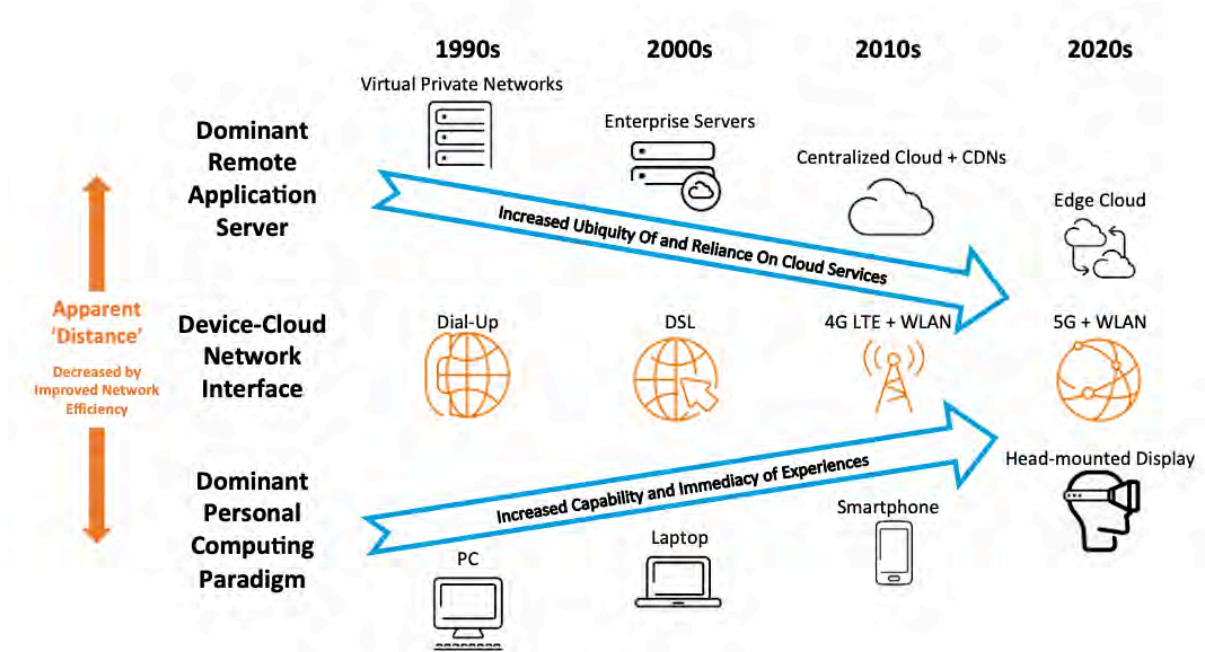 1990s
2000s
2010s
2020s
Dominant
Remote
Application
Server
Virtual Private Networks
Enterprise Servers
Centralized Cloud + CDNs
Edge Cloud
Increased Ubiquity Of and Reliance On Cloud Services
Apparent
'Distance'
Decreased by
Improved Network
Efficiency
Device-Cloud
Network
Interface
Dial-Up
DSL
4G LTE + WLAN
5G + WLAN
Increased Capability and Immediacy of Experiences
Dominant
Personal
Computing
Paradigm
PC
Laptop
Smartphone
Head-mounted Display